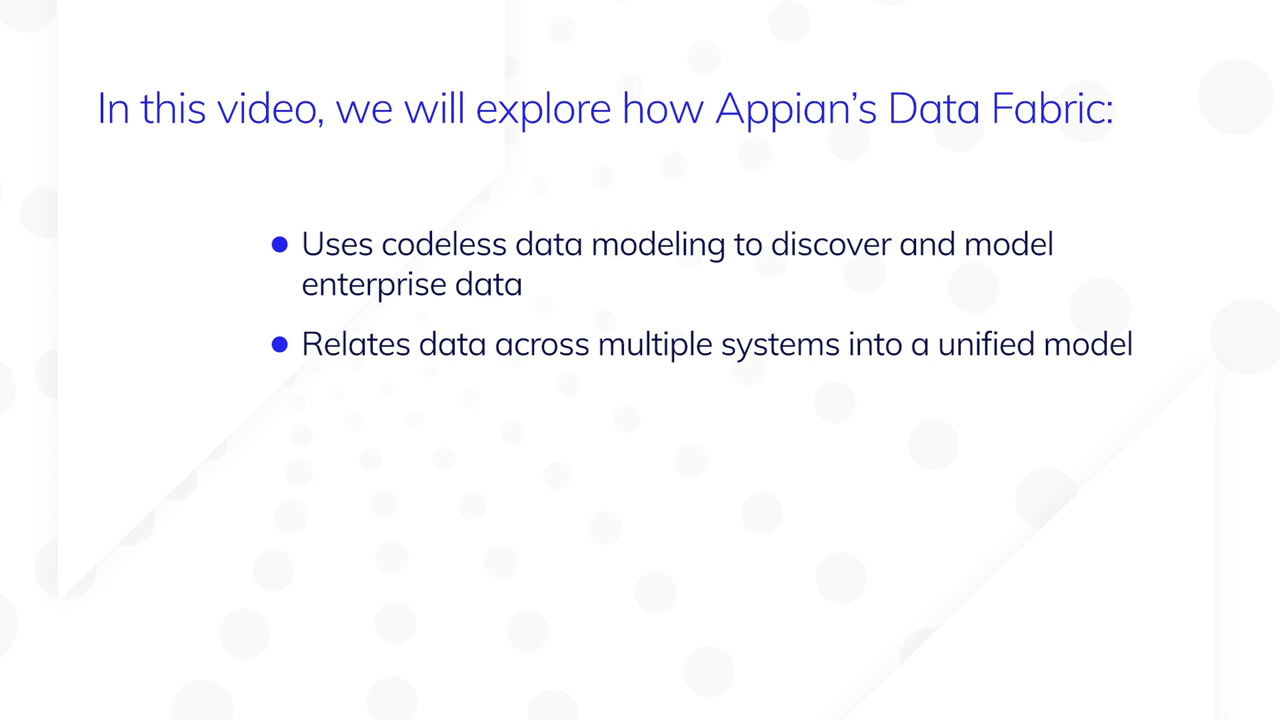 In this video, we will explore how Appian’s Data Fabric:
Uses codeless data modeling to discover and model
enterprise data
Relates data across multiple systems into a unified model